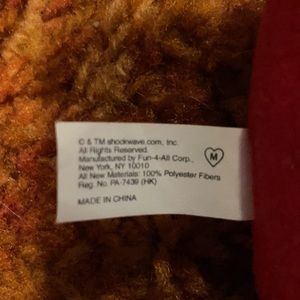 © & TM shockwave.com, Inc.
All Rights Reserved.
Manufactured by Fun-4-All Corp.,
New York, NY 10010
All New Materials: 100% Polyester Fibers
Reg. No. PA-7439 (HK)
MADE IN CHINA
M